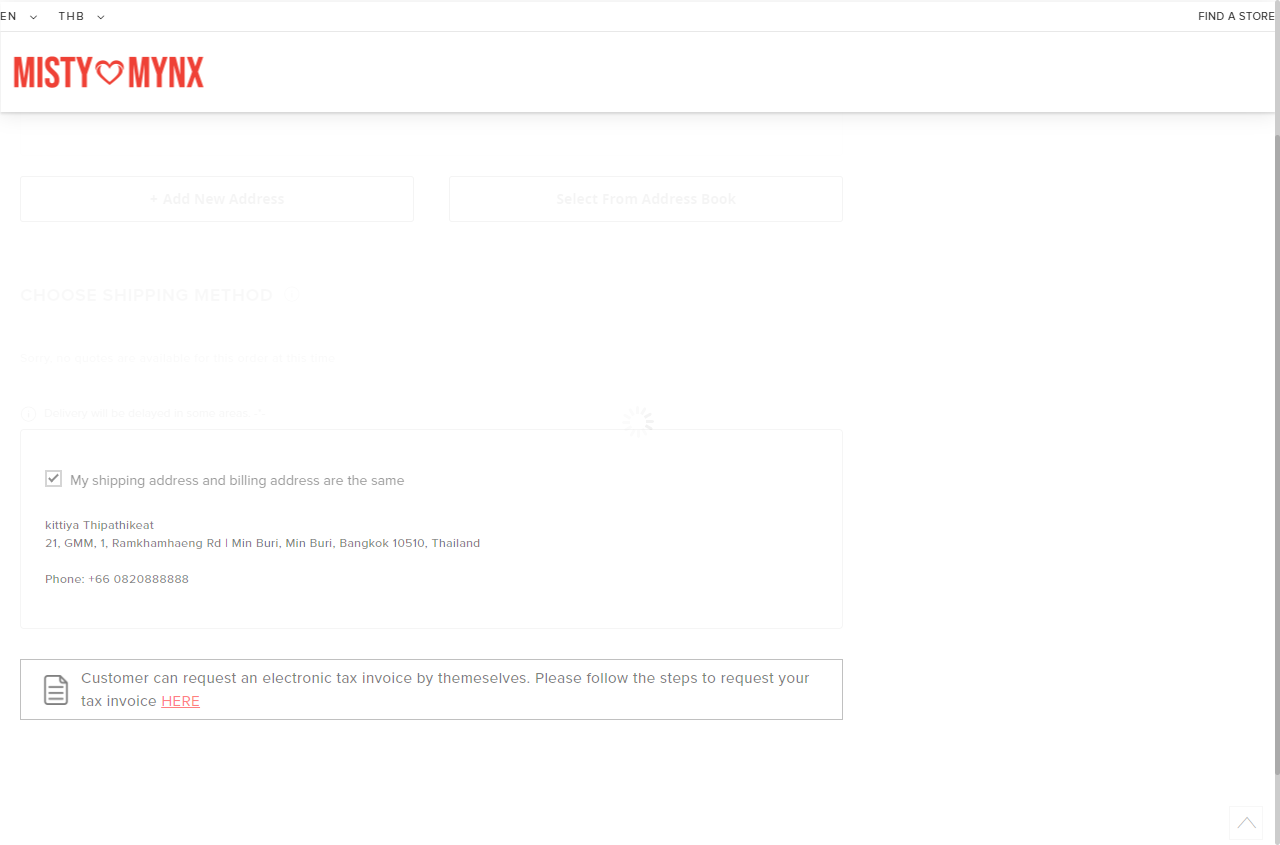 EN THB FIND A STORE
MISTY MYNX
+ Add New Address Select From Address Book
CHOOSE SHIPPING METHOD
Delivery will be delayed in some areas
My shipping address and billing address are the same
kittiya Thipathikeat
21, GMM, 1, Ramkhamhaeng Rd | Min Buri, Min Buri, Bangkok 10510, Thailand
Phone: +66 0820888888
Customer can request an electronic tax invoice by themeselves. Please follow the steps to request your
tax invoice HERE